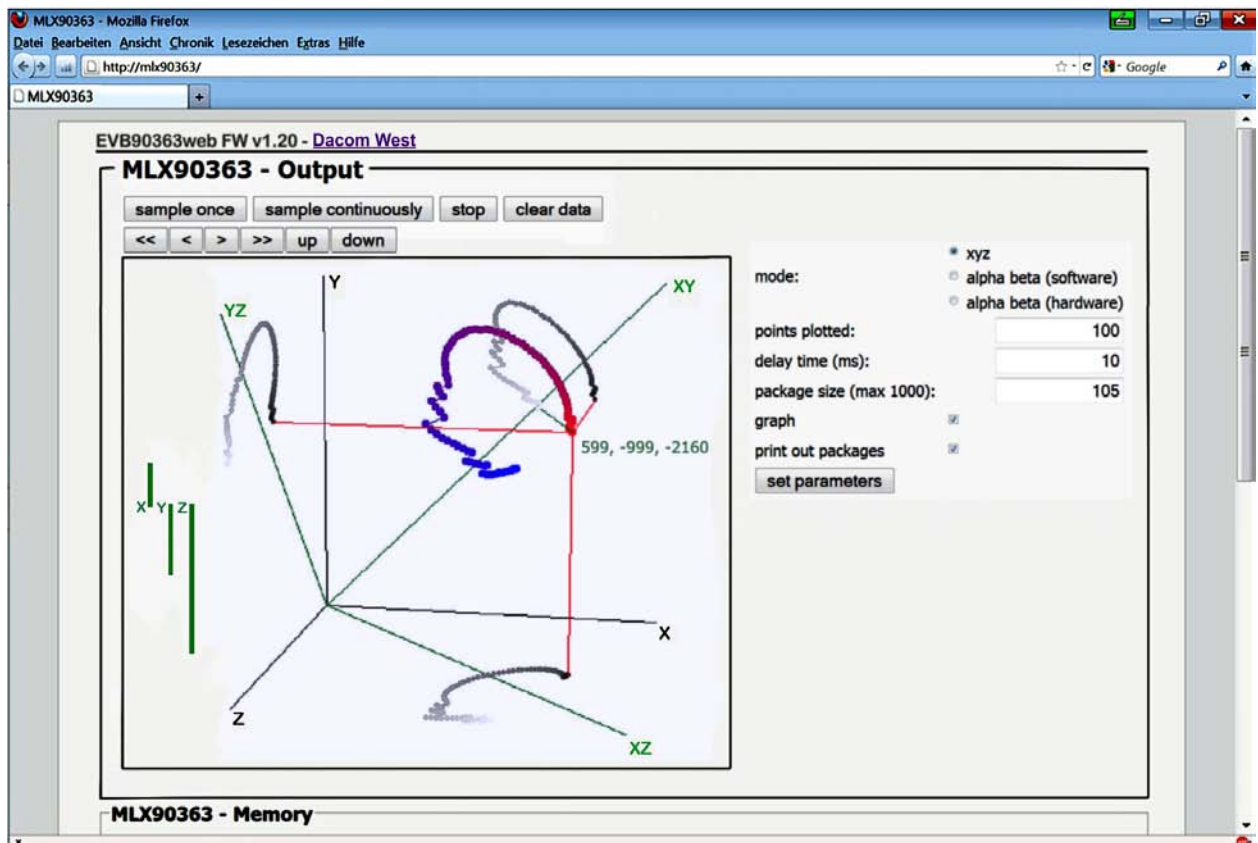 MLX90363 - Mozilla Firefox
Datei Bearbeiten Ansicht Chronik Lesezeichen Extras Hilfe
http://mlx90363/
Google
MLX90363
EVB90363web FW v1.20 - Dacom West
MLX90363 - Output
sample once sample continuously stop clear data
<< < > >> up down
mode:
xyz
alpha beta (software)
alpha beta (hardware)
points plotted: 100
delay time (ms): 10
package size (max 1000): 105
graph
print out packages
set parameters
Y
XY
YZ
599, -999, -2160
X Y Z
X
Z
XZ
MLX90363 - Memory